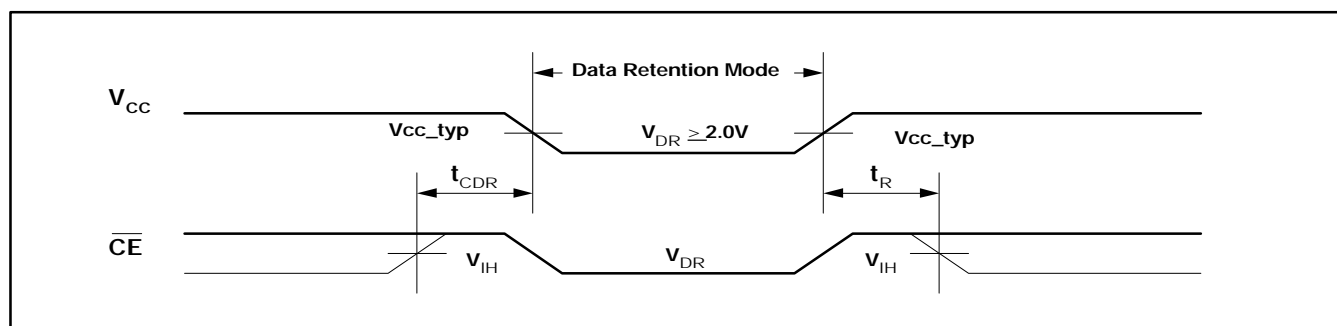 Data Retention Mode
VCC
Vcc_typ
VDR ≥ 2.0V
Vcc_typ
tCDR
tR
CE
VIH
VDR
VIH